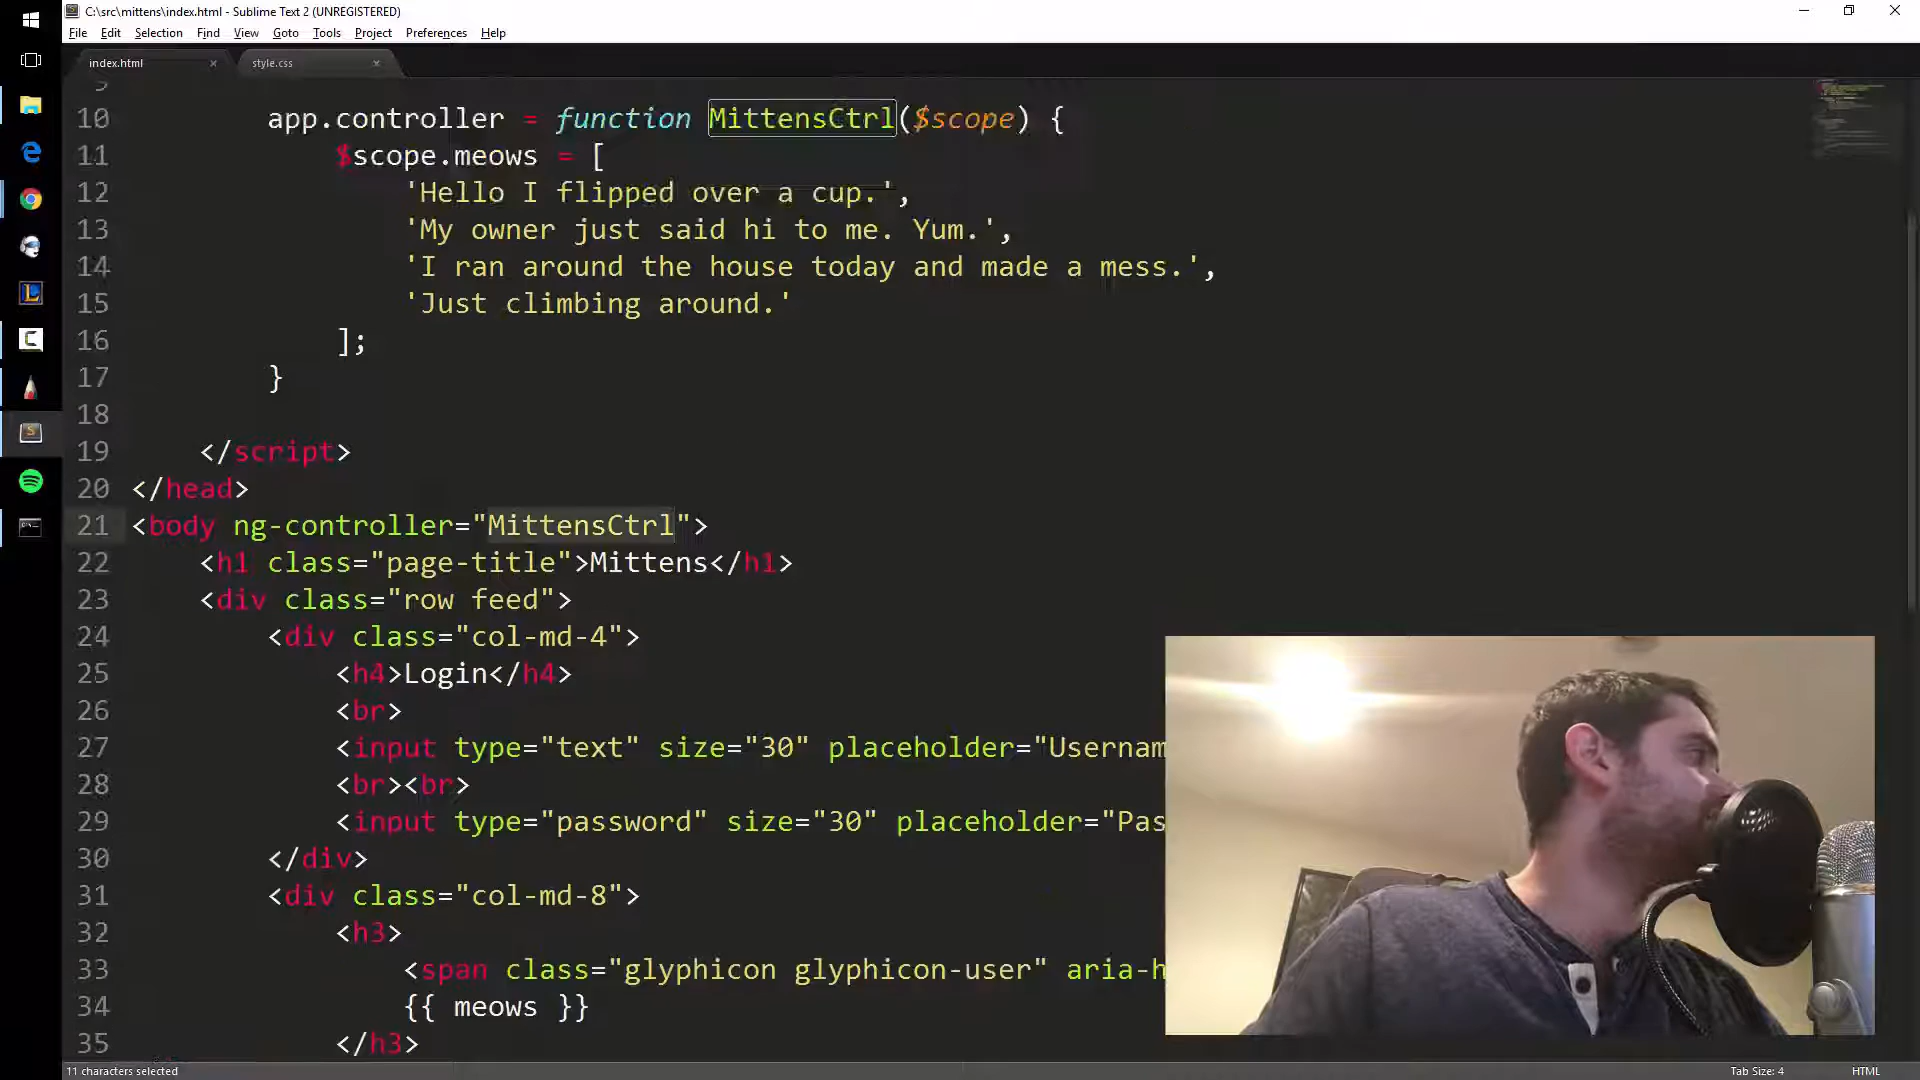 C:\src\mittens\index.html - Sublime Text 2 (UNREGISTERED)
File Edit Selection Find View Goto Tools Project Preferences Help
index.html × style.css ×
10 app.controller = function MittensCtrl($scope) {
11 $scope.meows = [
12 'Hello I flipped over a cup.',
13 'My owner just said hi to me. Yum.',
14 'I ran around the house today and made a mess.',
15 'Just climbing around.'
16 ];
17 }
18
19 </script>
20 </head>
21 <body ng-controller="MittensCtrl">
22 <h1 class="page-title">Mittens</h1>
23 <div class="row feed">
24 <div class="col-md-4">
25 <h4>Login</h4>
26 <br>
27 <input type="text" size="30" placeholder="Usernam
28 <br><br>
29 <input type="password" size="30" placeholder="Pas
30 </div>
31 <div class="col-md-8">
32 <h3>
33 <span class="glyphicon glyphicon-user" aria-h
34 {{ meows }}
35 </h3>
11 characters selected Tab Size: 4 HTML